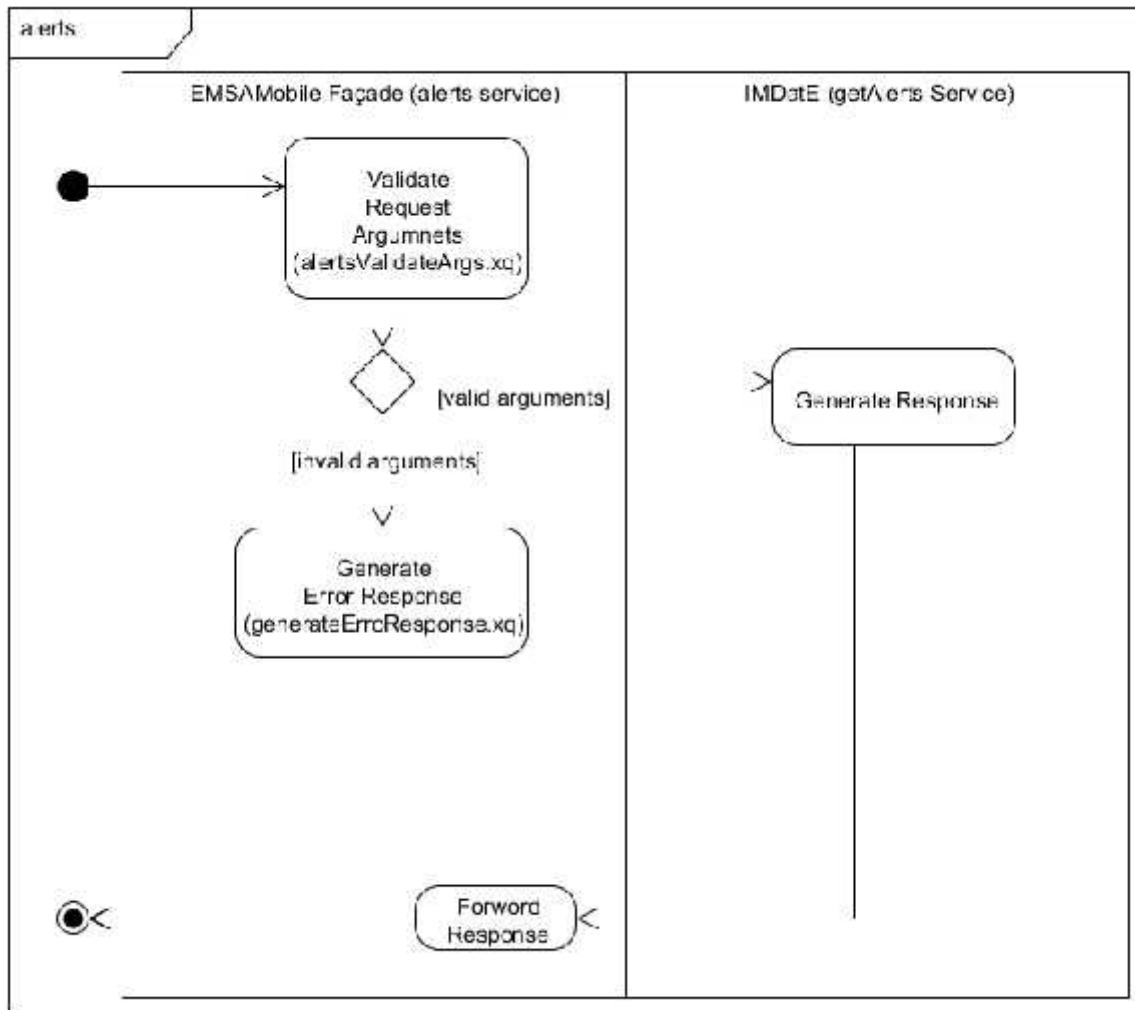 alerts
EMSAMobile Façade (alerts service)
IMDatE (getAlerts Service)
Validate
Request
Argumnets
(alertsValidateArgs.xq)
[valid arguments]
Generate Response
[invalid arguments]
Generate
Error Response
(generateErroResponse.xq)
Forword
Response